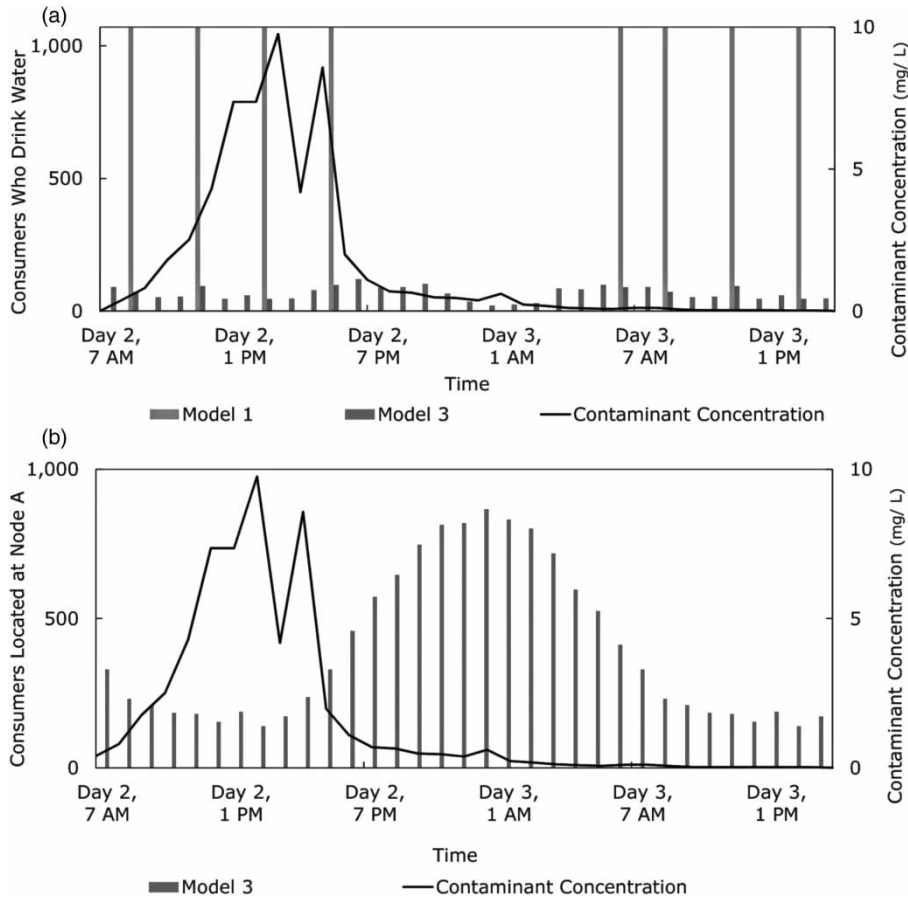 (a)
1,000
500
0
Consumers Who Drink Water
10
5
0
Contaminant Concentration (mg/ L)
Day 2, 7 AM
Day 2, 1 PM
Day 2, 7 PM
Day 3, 1 AM
Day 3, 7 AM
Day 3, 1 PM
Time
Model 1
Model 3
Contaminant Concentration
(b)
1,000
500
0
Consumers Located at Node A
10
5
0
Contaminant Concentration (mg/ L)
Day 2, 7 AM
Day 2, 1 PM
Day 2, 7 PM
Day 3, 1 AM
Day 3, 7 AM
Day 3, 1 PM
Time
Model 3
Contaminant Concentration